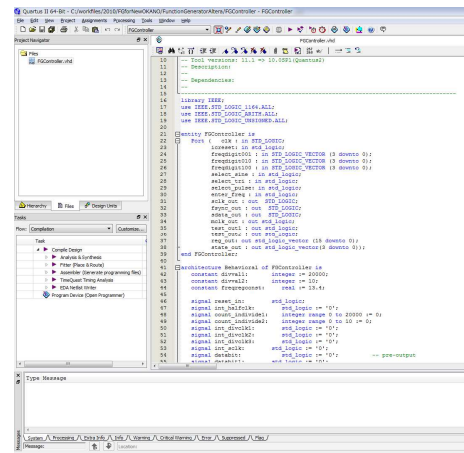 Quartus II 64-Bit - C:/workfiles/2010/FGforNewOKANO/FunctionGeneratorAltera/FGController - FGController
File Edit View Project Assignments Processing Tools Window Help
FGController
Project Navigator
FGController.vhd
Files
FGController.vhd
Hierarchy Files Design Units
Tasks
Flow: Compilation Customize...
Task
Compile Design
Analysis & Synthesis
Fitter (Place & Route)
Assembler (Generate programming files)
TimeQuest Timing Analysis
EDA Netlist Writer
Program Device (Open Programmer)
10 -- Tool versions: 11.1 => 10.0SP1(Quartus2)
11 -- Description:
12 --
13 -- Dependencies:
14 --
15
16 library IEEE;
17 use IEEE.STD_LOGIC_1164.ALL;
18 use IEEE.STD_LOGIC_ARITH.ALL;
19 use IEEE.STD_LOGIC_UNSIGNED.ALL;
20
21 entity FGController is
22 Port ( clk : in STD_LOGIC;
23 ioreset: in std_logic;
24 freqdigit001 : in STD_LOGIC_VECTOR (3 downto 0);
25 freqdigit010 : in STD_LOGIC_VECTOR (3 downto 0);
26 freqdigit100 : in STD_LOGIC_VECTOR (3 downto 0);
27 select_sine : in std_logic;
28 select_tri : in std_logic;
29 select_pulse: in std_logic;
30 enter_freq : in std_logic;
31 sclk_out : out STD_LOGIC;
32 fsync_out : out STD_LOGIC;
33 sdata_out : out STD_LOGIC;
34 mclk_out : out std_logic;
35 test_out1 : out std_logic;
36 test_out2 : out std_logic;
37 reg_out: out std_logic_vector (15 downto 0);
38 state_out : out std_logic_vector(3 downto 0));
39 end FGController;
40
41 architecture Behavioral of FGController is
42 constant divval1: integer := 20000;
43 constant divval2: integer := 10;
44 constant fregregconst: real := 13.4;
45
46 signal reset_in: std_logic;
47 signal int_halfclk: std_logic := '0';
48 signal count_individe1: integer range 0 to 20000 := 0;
49 signal count_individe2: integer range 0 to 10 := 0;
50 signal int_divclk1: std_logic := '0';
51 signal int_divclk2: std_logic := '0';
52 signal int_divclk3: std_logic := '0';
53 signal int_sclk: std_logic := '0';
54 signal databit: std_logic := '0'; -- pre-output
55
Type Message
System Processing Extra Info Info Warning Critical Warning Error Suppressed Flag
Messages
Message: Location: